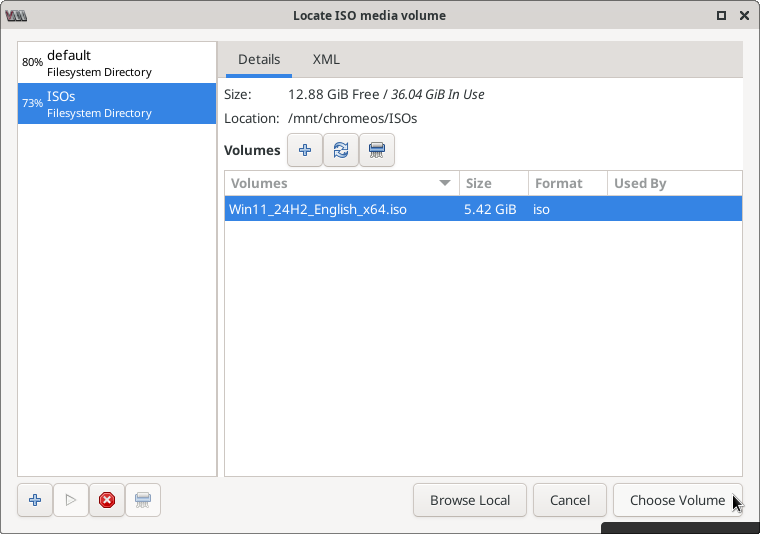 Locate ISO media volume
80% default
Filesystem Directory
73% ISOs
Filesystem Directory
Details XML
Size: 12.88 GiB Free / 36.04 GiB In Use
Location: /mnt/chromeos/ISOs
Volumes
Volumes Size Format Used By
Win11_24H2_English_x64.iso 5.42 GiB iso
Browse Local Cancel Choose Volume